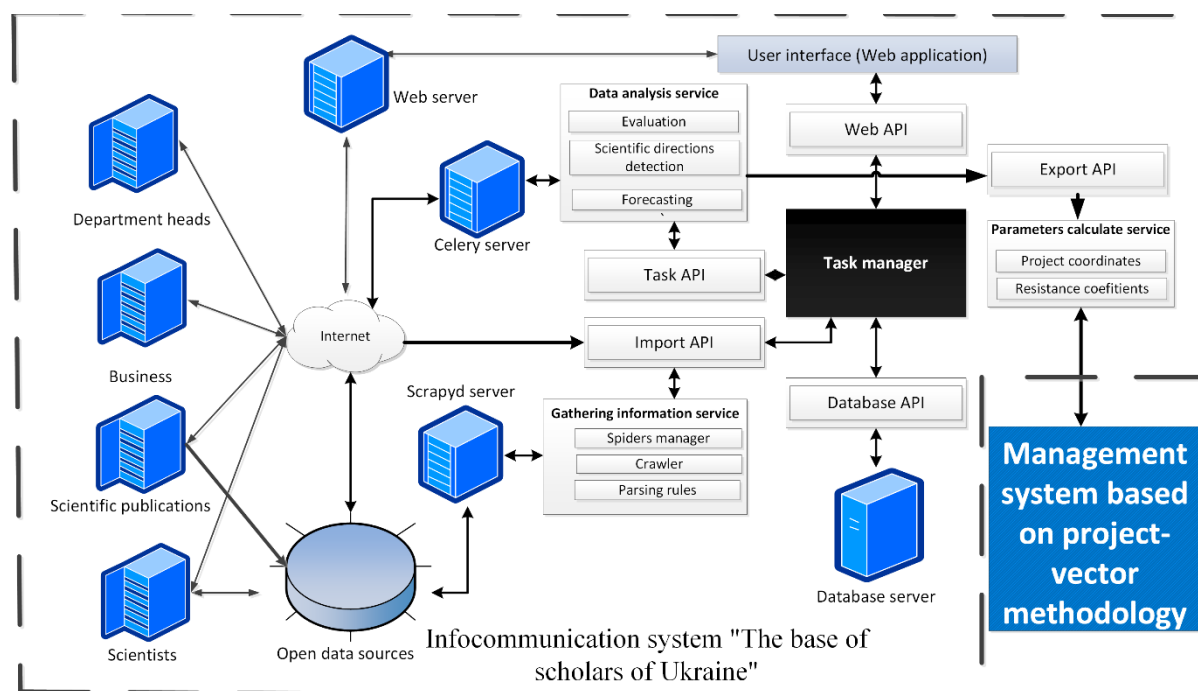 User interface (Web application)
Web server
Data analysis service
Evaluation
Scientific directions
detection
Forecasting
Web API
Export API
Department heads
Celery server
Parameters calculate service
Project coordinates
Resistance coefitients
Task API
Task manager
Internet
Import API
Business
Scrapyd server
Gathering information service
Spiders manager
Crawler
Parsing rules
Database API
Scientific publications
Management
system based
on project-
vector
methodology
Database server
Scientists
Open data sources
Infocommunication system "The base of
scholars of Ukraine"